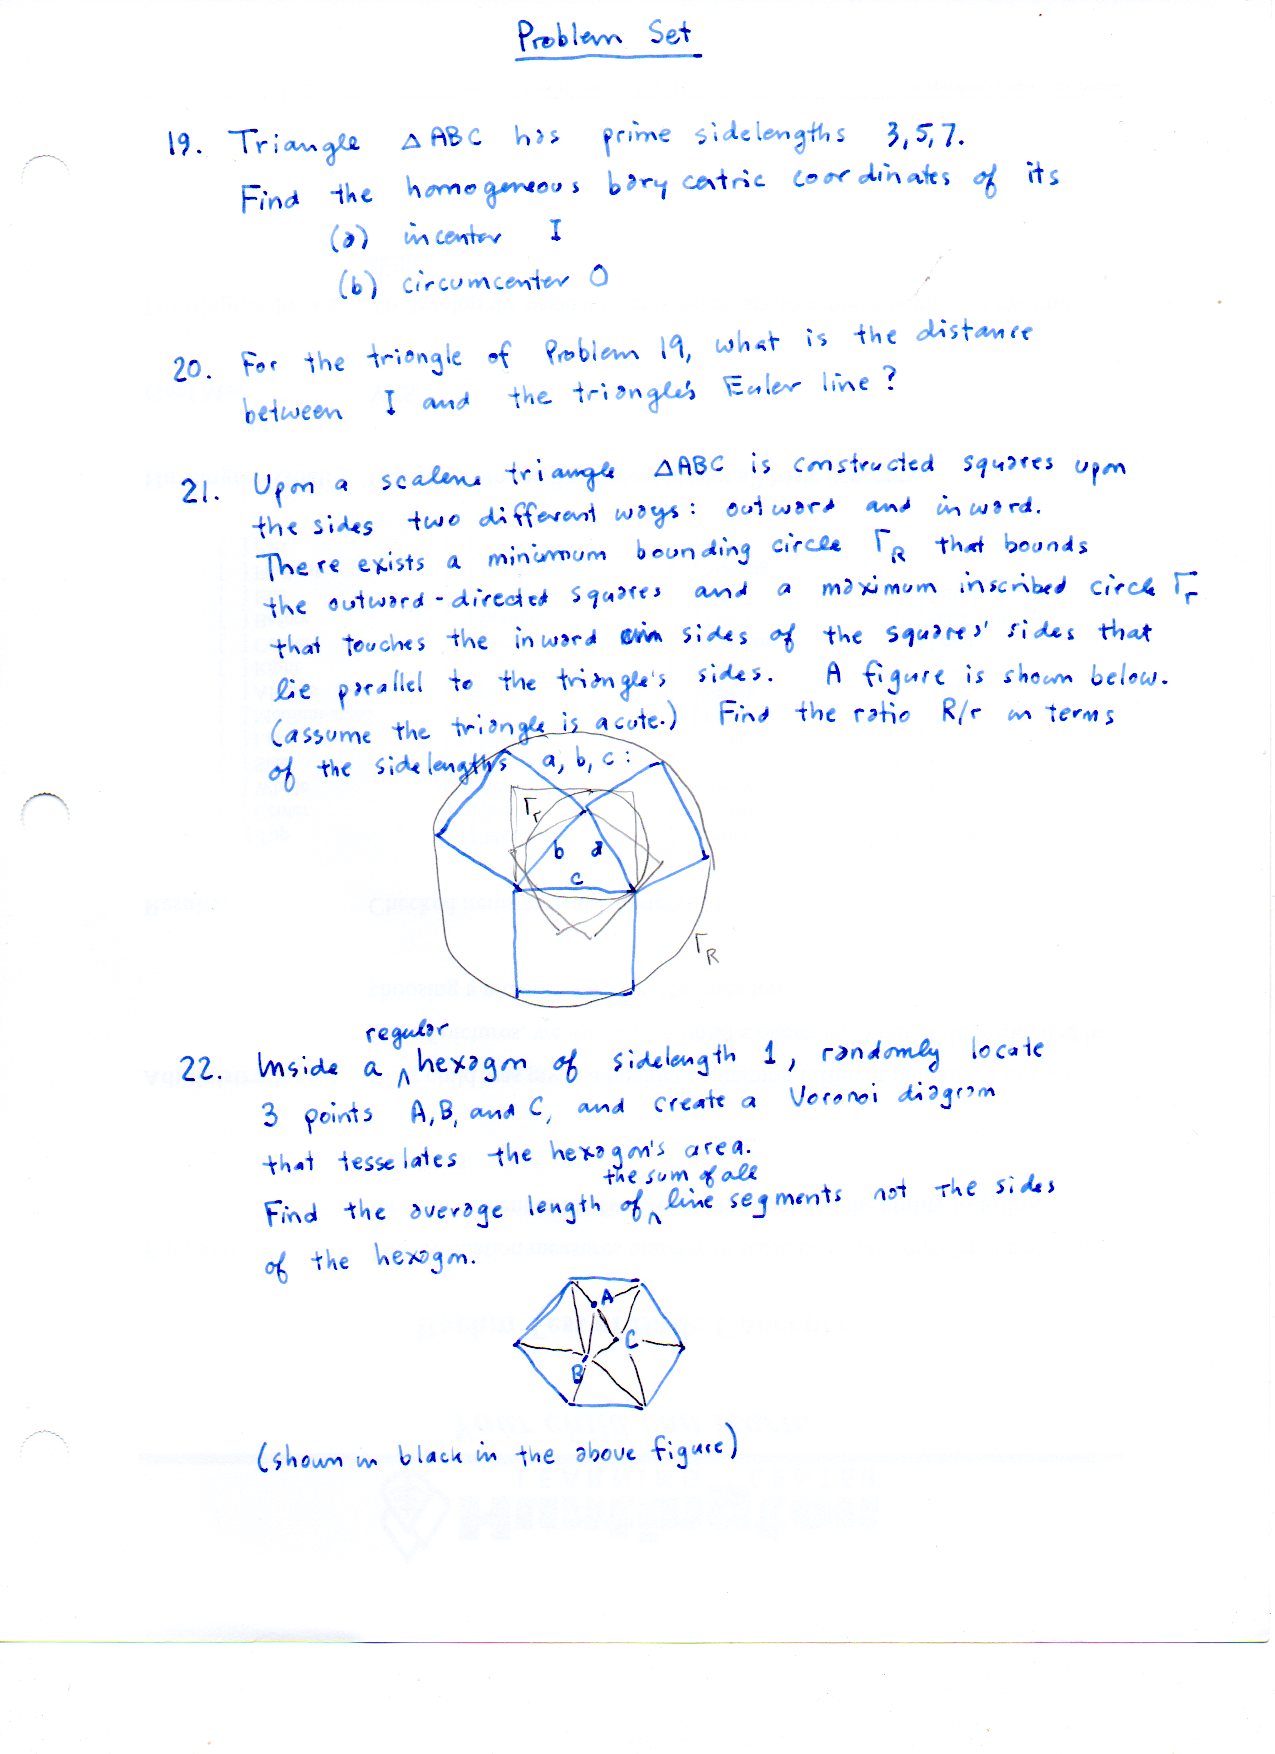 Problem Set
19. Triangle △ABC has prime sidelengths 3,5,7.
Find the homogeneous barycentric coordinates of its
(a) incenter I
(b) circumcenter O
20. For the triangle of Problem 19, what is the distance
between I and the triangle's Euler line?
21. Upon a scalene triangle △ABC is constructed squares upon
the sides two different ways: outward and inward.
There exists a minimum bounding circle Γ_R that bounds
the outward-directed squares and a maximum inscribed circle Γ_r
that touches the inward sides of the squares' sides that
lie parallel to the triangle's sides. A figure is shown below.
(assume the triangle is acute.) Find the ratio R/r in terms
of the sidelengths a, b, c:
Γ_r
b a
c
Γ_R
regular
22. Inside a ^ hexagon of sidelength 1, randomly locate
3 points A, B, and C, and create a Voronoi diagram
that tesselates the hexagon's area.
the sum of all
Find the average length of ^ line segments not the sides
of the hexagon.
A
C
B
(shown in black in the above figure)